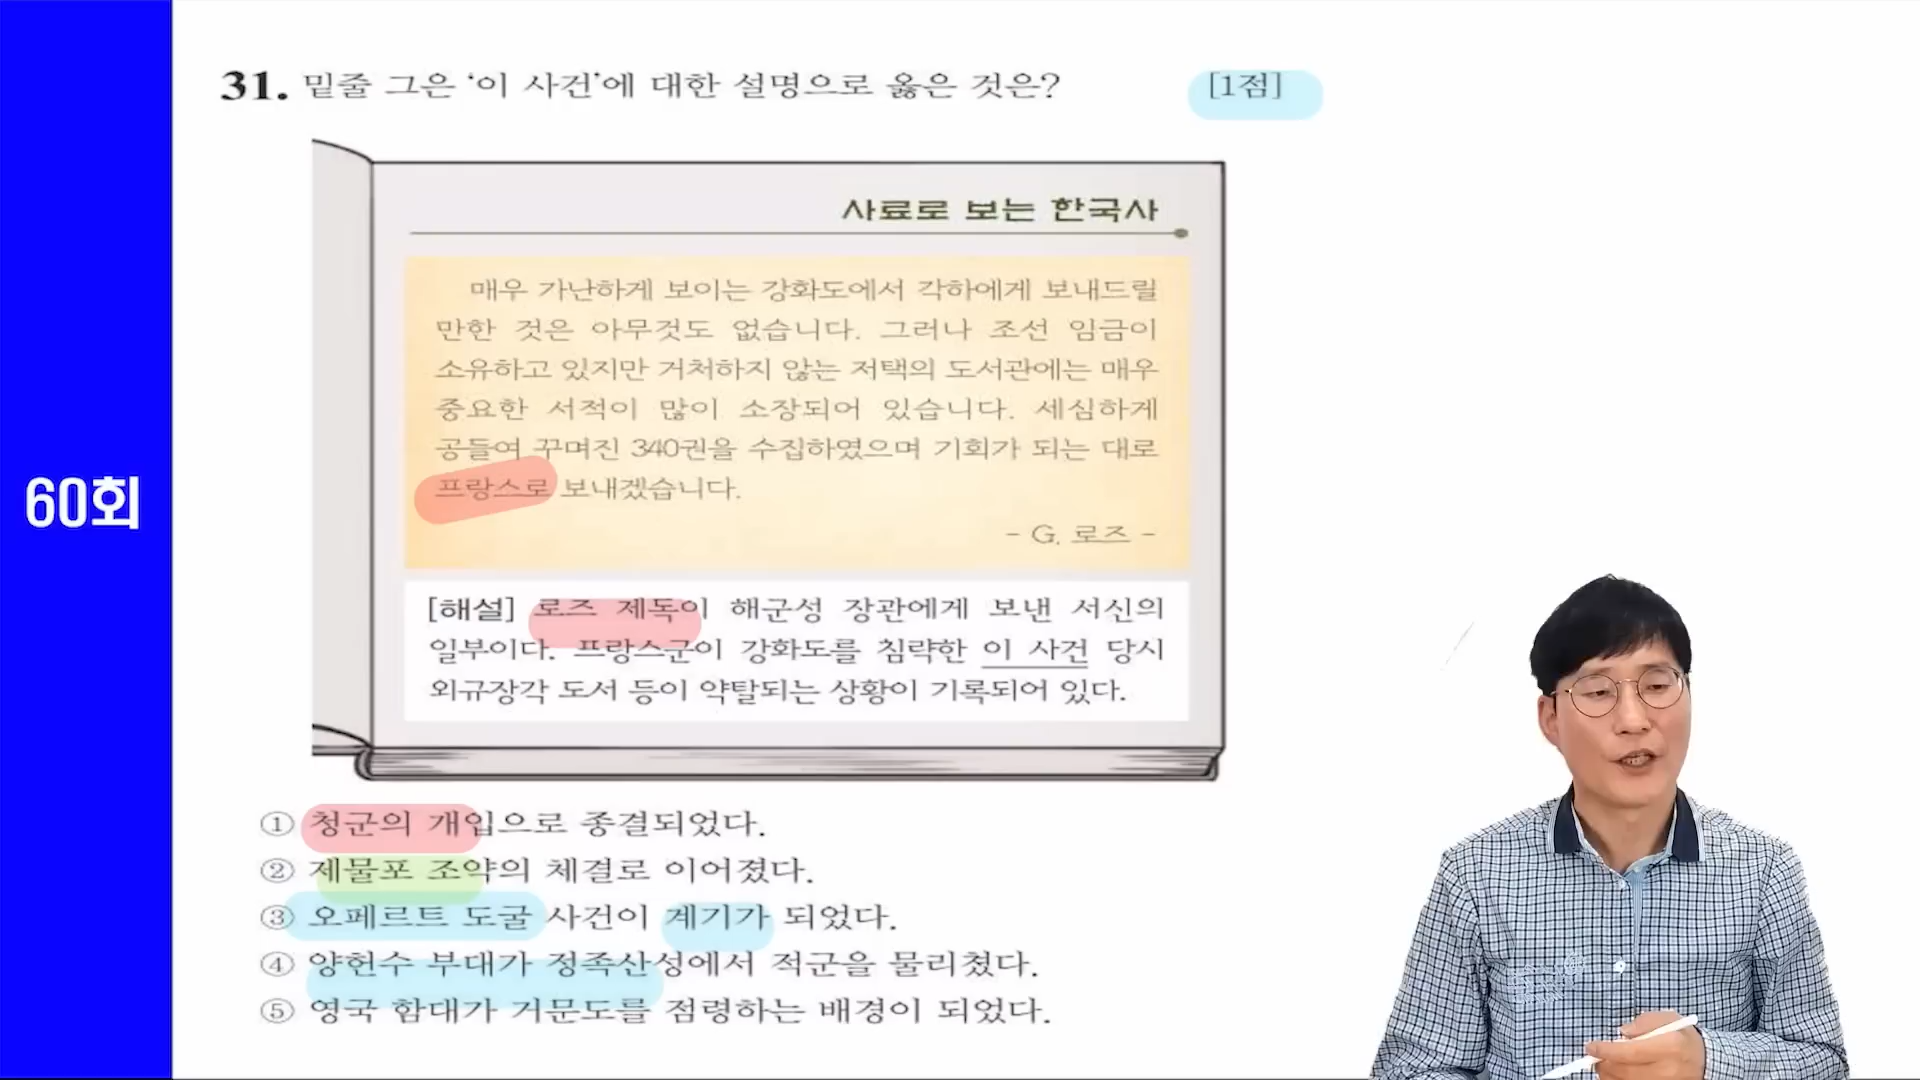 31. 밑줄 그은 ‘이 사건’에 대한 설명으로 옳은 것은? [1점]
사료로 보는 한국사
매우 가난하게 보이는 강화도에서 각하에게 보내드릴
만한 것은 아무것도 없습니다. 그러나 조선 임금이
소유하고 있지만 거처하지 않는 저택의 도서관에는 매우
중요한 서적이 많이 소장되어 있습니다. 세심하게
공들여 꾸며진 340권을 수집하였으며 기회가 되는 대로
프랑스로 보내겠습니다.
- G. 로즈 -
[해설] 로즈 제독이 해군성 장관에게 보낸 서신의
일부이다. 프랑스군이 강화도를 침략한 이 사건 당시
외규장각 도서 등이 약탈되는 상황이 기록되어 있다.
60회
① 청군의 개입으로 종결되었다.
② 제물포 조약의 체결로 이어졌다.
③ 오페르트 도굴 사건이 계기가 되었다.
④ 양헌수 부대가 정족산성에서 적군을 물리쳤다.
⑤ 영국 함대가 거문도를 점령하는 배경이 되었다.